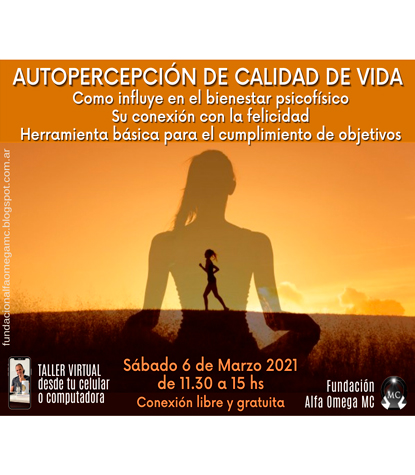 AUTOPERCEPCIÓN DE CALIDAD DE VIDA
Como influye en el bienestar psicofísico
Su conexión con la felicidad
Herramienta básica para el cumplimiento de objetivos
fundacionalfaomegamc.blogspot.com.ar
TALLER VIRTUAL
desde tu celular
o computadora
Sábado 6 de Marzo 2021
de 11.30 a 15 hs
Conexión libre y gratuita
Fundación
Alfa Omega MC
MC